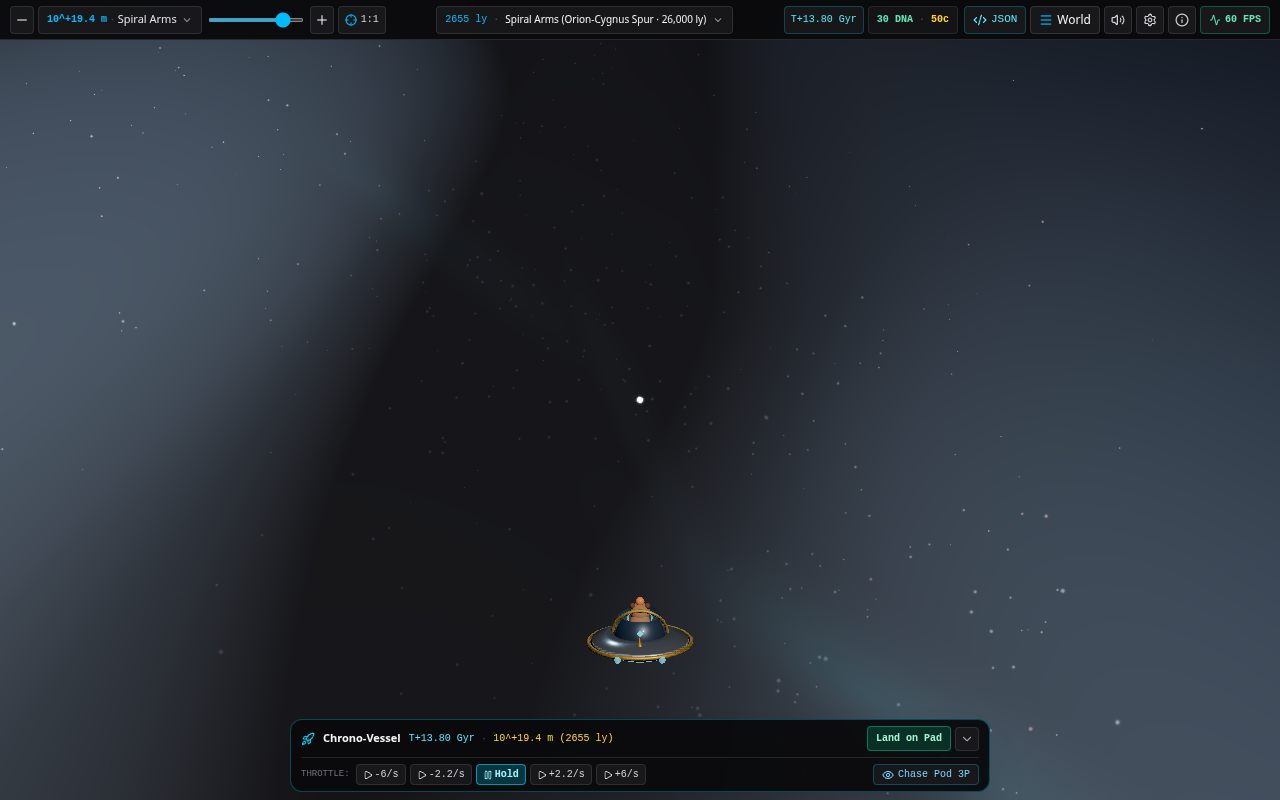 10^+19.4 m · Spiral Arms
1:1
2655 ly · Spiral Arms (Orion-Cygnus Spur · 26,000 ly)
T+13.80 Gyr
30 DNA · 50c
JSON
World
60 FPS
Chrono-Vessel T+13.80 Gyr · 10^+19.4 m (2655 ly)
Land on Pad
THROTTLE: -6/s -2.2/s Hold +2.2/s +6/s
Chase Pod 3P